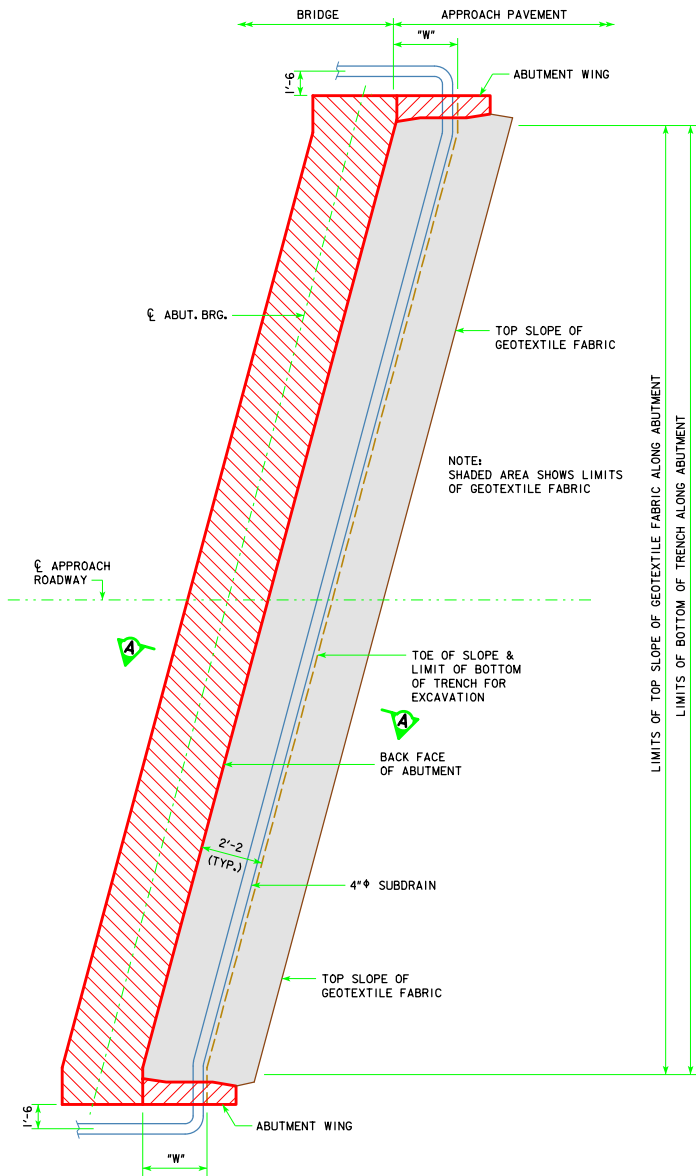 BRIDGE
APPROACH PAVEMENT
"W"
1'-6
ABUTMENT WING
℄ ABUT. BRG.
TOP SLOPE OF
GEOTEXTILE FABRIC
NOTE:
SHADED AREA SHOWS LIMITS
OF GEOTEXTILE FABRIC
℄ APPROACH
ROADWAY
A
TOE OF SLOPE &
LIMIT OF BOTTOM
OF TRENCH FOR
EXCAVATION
A
BACK FACE
OF ABUTMENT
2'-2
(TYP.)
4"ϕ SUBDRAIN
TOP SLOPE OF
GEOTEXTILE FABRIC
LIMITS OF TOP SLOPE OF GEOTEXTILE FABRIC ALONG ABUTMENT
LIMITS OF BOTTOM OF TRENCH ALONG ABUTMENT
1'-6
ABUTMENT WING
"W"